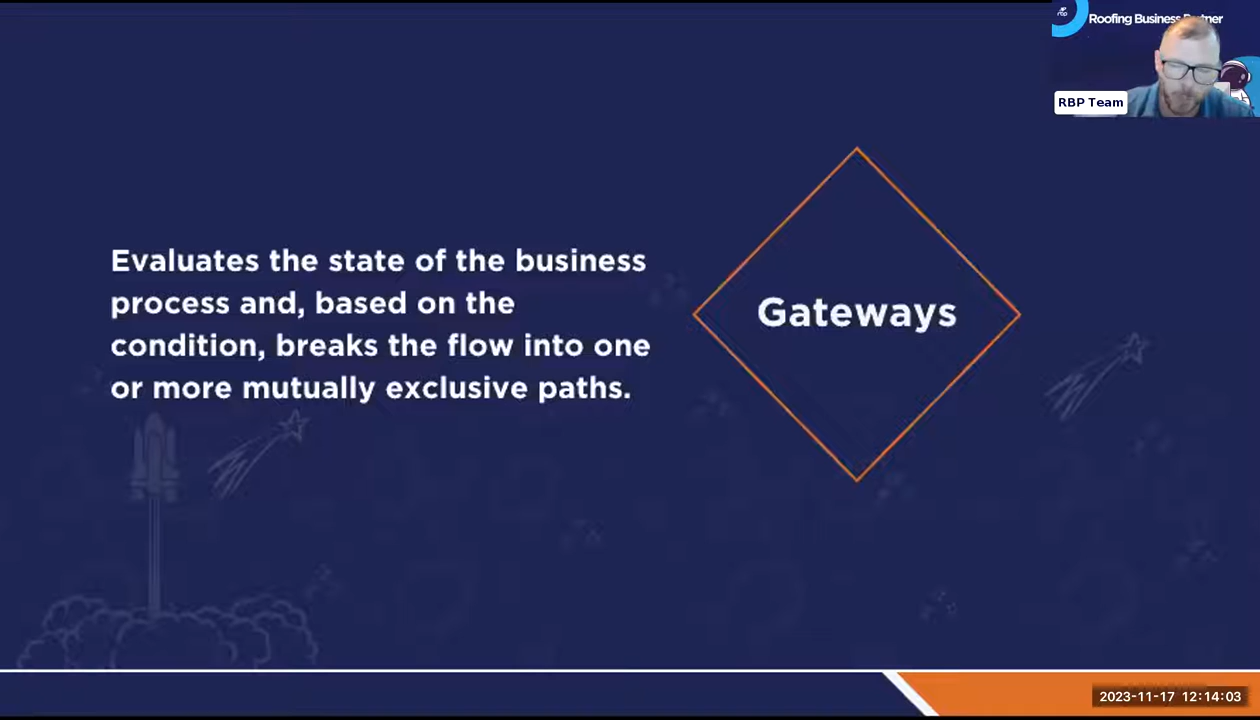 Roofing Business Partner
RBP Team
Evaluates the state of the business
process and, based on the
condition, breaks the flow into one
or more mutually exclusive paths.
Gateways
2023-11-17 12:14:03